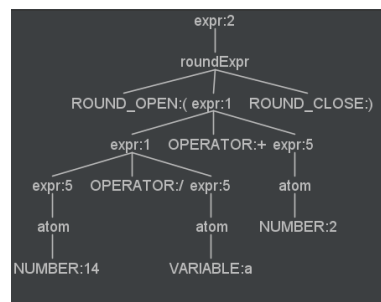 expr:2
roundExpr
ROUND_OPEN:( expr:1 ROUND_CLOSE:)
expr:1 OPERATOR:+ expr:5
expr:5 OPERATOR:/ expr:5 atom
atom atom NUMBER:2
NUMBER:14 VARIABLE:a